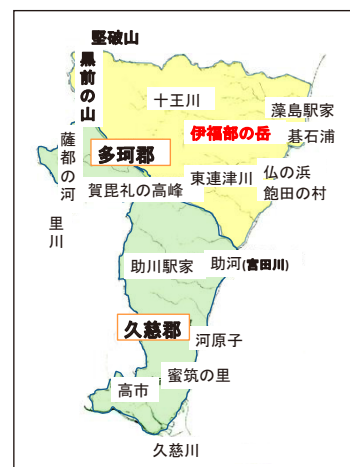 堅破山
黒前の山
十王川
藻島駅家
伊福部の岳
碁石浦
薩都の河
多珂郡
仏の浜
東連津川
飽田の村
賀毘礼の高峰
里川
助川駅家
助河(宮田川)
久慈郡
河原子
蜜筑の里
高市
久慈川